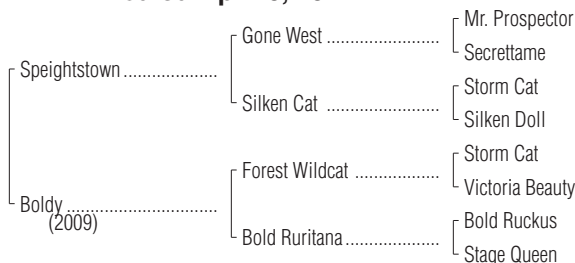 Mr. Prospector
Gone West ........................
Secrettame
Speightstown ....................
Storm Cat
Silken Cat ........................
Silken Doll
Storm Cat
Forest Wildcat ..................
Victoria Beauty
Boldy ................................
(2009)
Bold Ruckus
Bold Ruritana ....................
Stage Queen